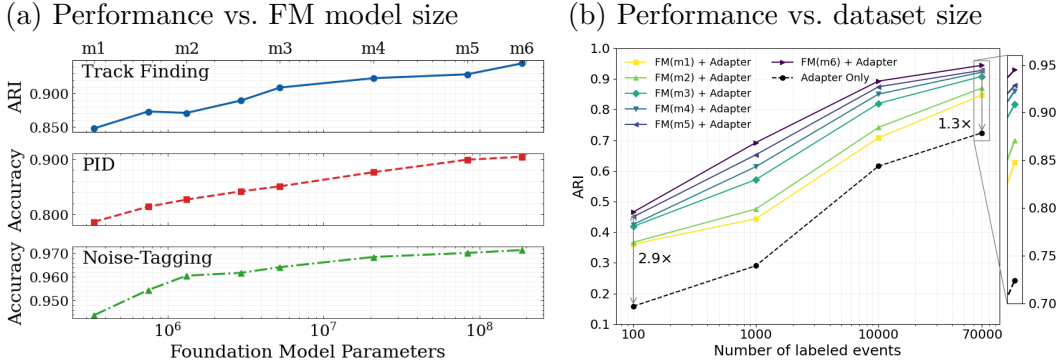 (a) Performance vs. FM model size
m1 m2 m3 m4 m5 m6
Track Finding
ARI
0.900
0.850
PID
Accuracy
0.900
0.800
Noise-Tagging
Accuracy
0.970
0.960
0.950
10^6 10^7 10^8
Foundation Model Parameters
(b) Performance vs. dataset size
FM(m1) + Adapter
FM(m2) + Adapter
FM(m3) + Adapter
FM(m4) + Adapter
FM(m5) + Adapter
FM(m6) + Adapter
Adapter Only
ARI
1.0
0.9
0.8
0.7
0.6
0.5
0.4
0.3
0.2
0.1
2.9×
1.3×
100 1000 10000 70000
Number of labeled events
0.95
0.90
0.85
0.80
0.75
0.70